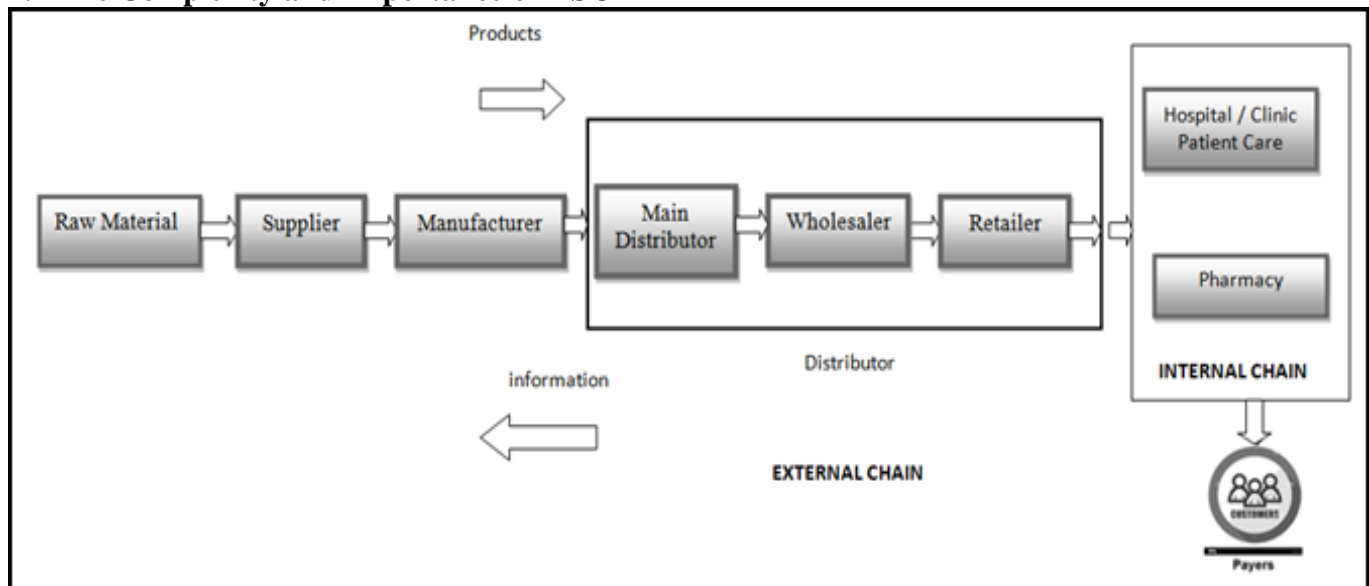 Products
Hospital / Clinic
Patient Care
Raw Material
Supplier
Manufacturer
Main
Distributor
Wholesaler
Retailer
Pharmacy
Distributor
INTERNAL CHAIN
information
EXTERNAL CHAIN
CUSTOMERS
Payers